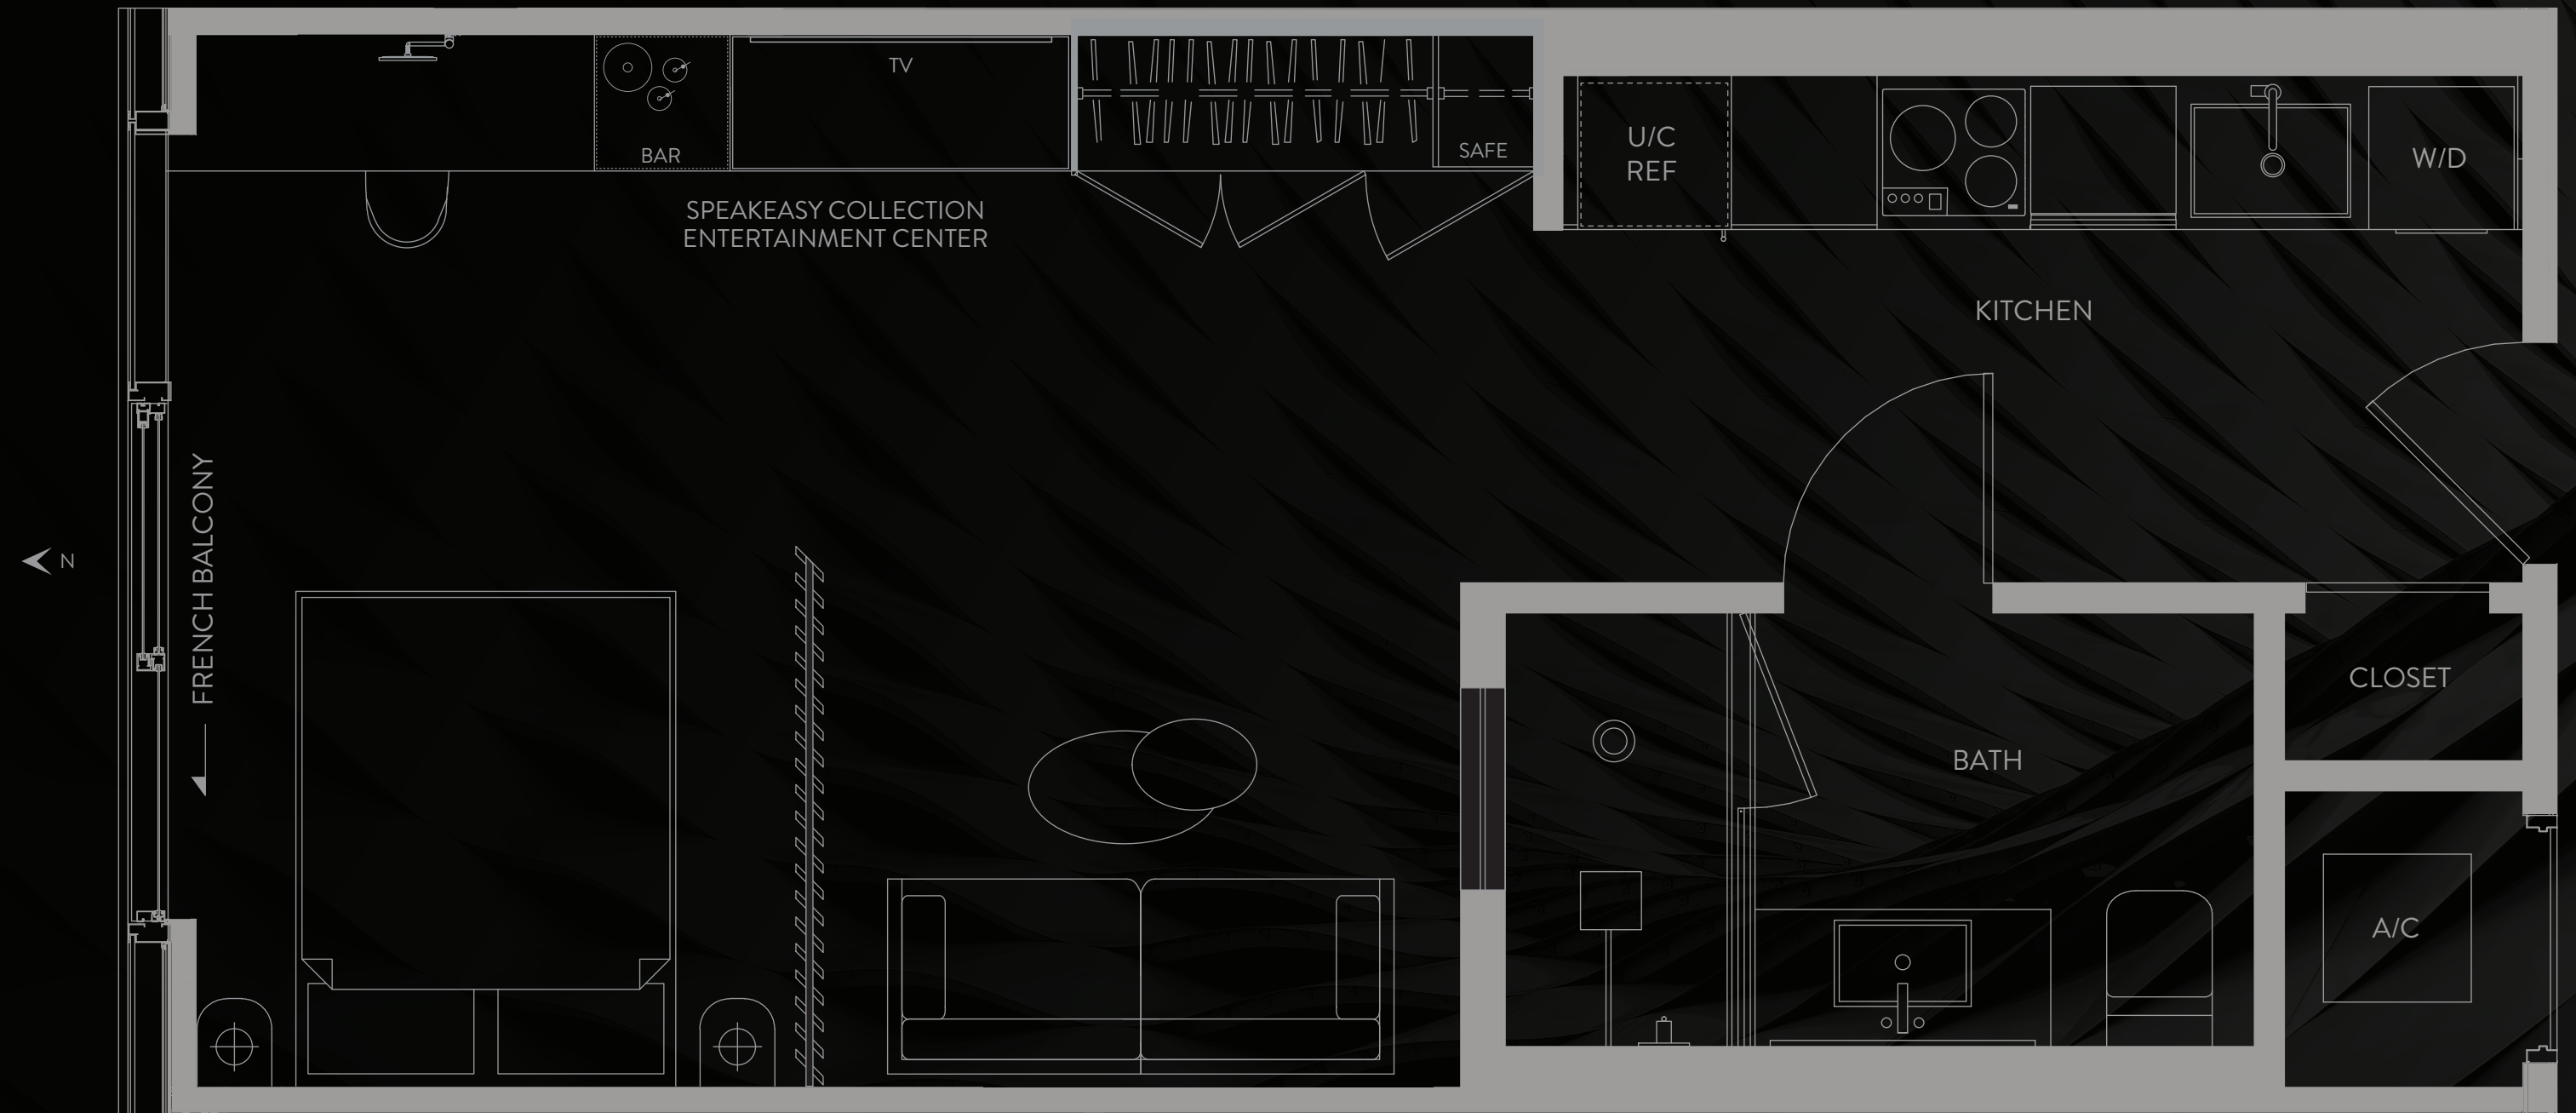 TV
BAR
SAFE
U/C
REF
W/D
SPEAKEASY COLLECTION
ENTERTAINMENT CENTER
KITCHEN
FRENCH BALCONY
N
CLOSET
BATH
A/C